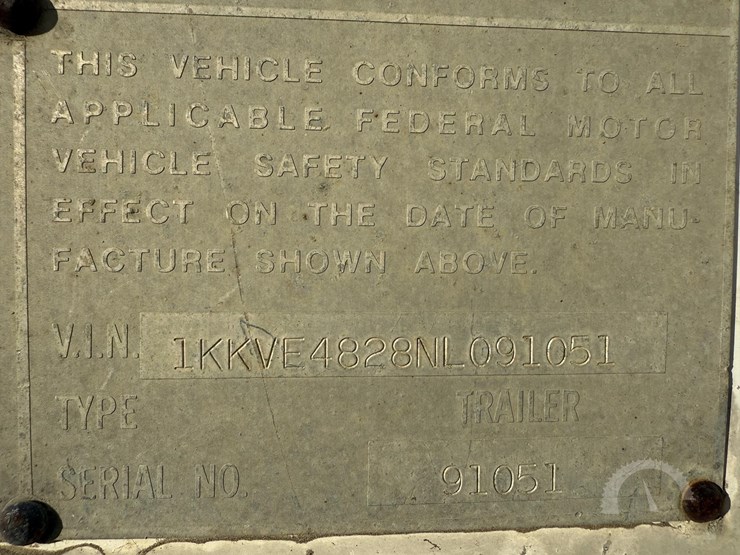 THIS VEHICLE CONFORMS TO ALL
APPLICABLE FEDERAL MOTOR
VEHICLE SAFETY STANDARDS IN
EFFECT ON THE DATE OF MANU-
FACTURE SHOWN ABOVE.
V.I.N. 1KKVE4828NL091051
TYPE TRAILER
SERIAL NO. 91051